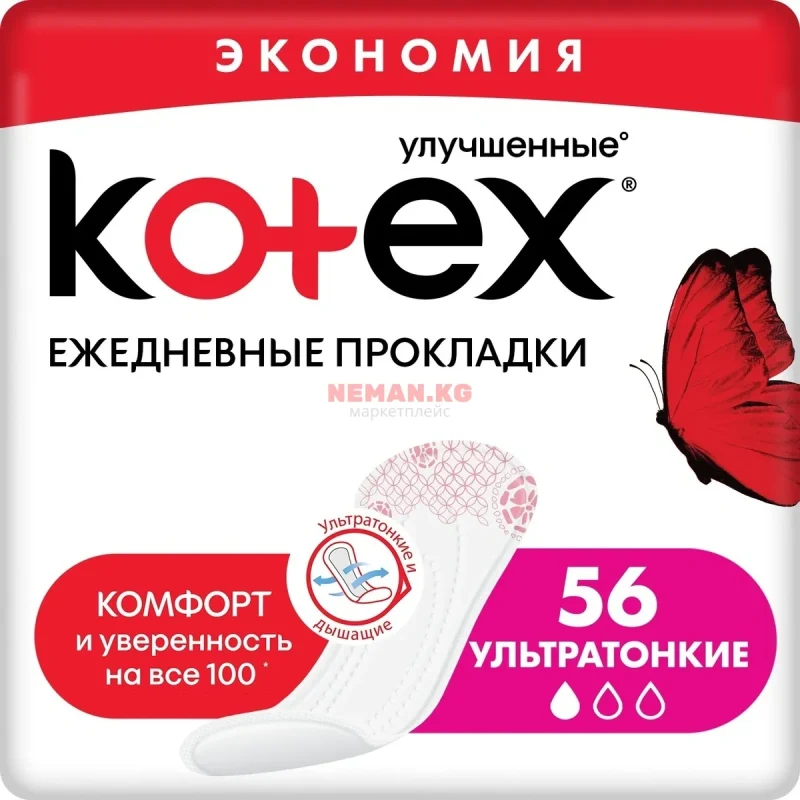 ЭКОНОМИЯ
улучшенные°
kotex®
ЕЖЕДНЕВНЫЕ ПРОКЛАДКИ
NEMAN.KG
маркетплейс
Ультратонкие и
дышащие
КОМФОРТ
и уверенность
на все 100*
56
УЛЬТРАТОНКИЕ